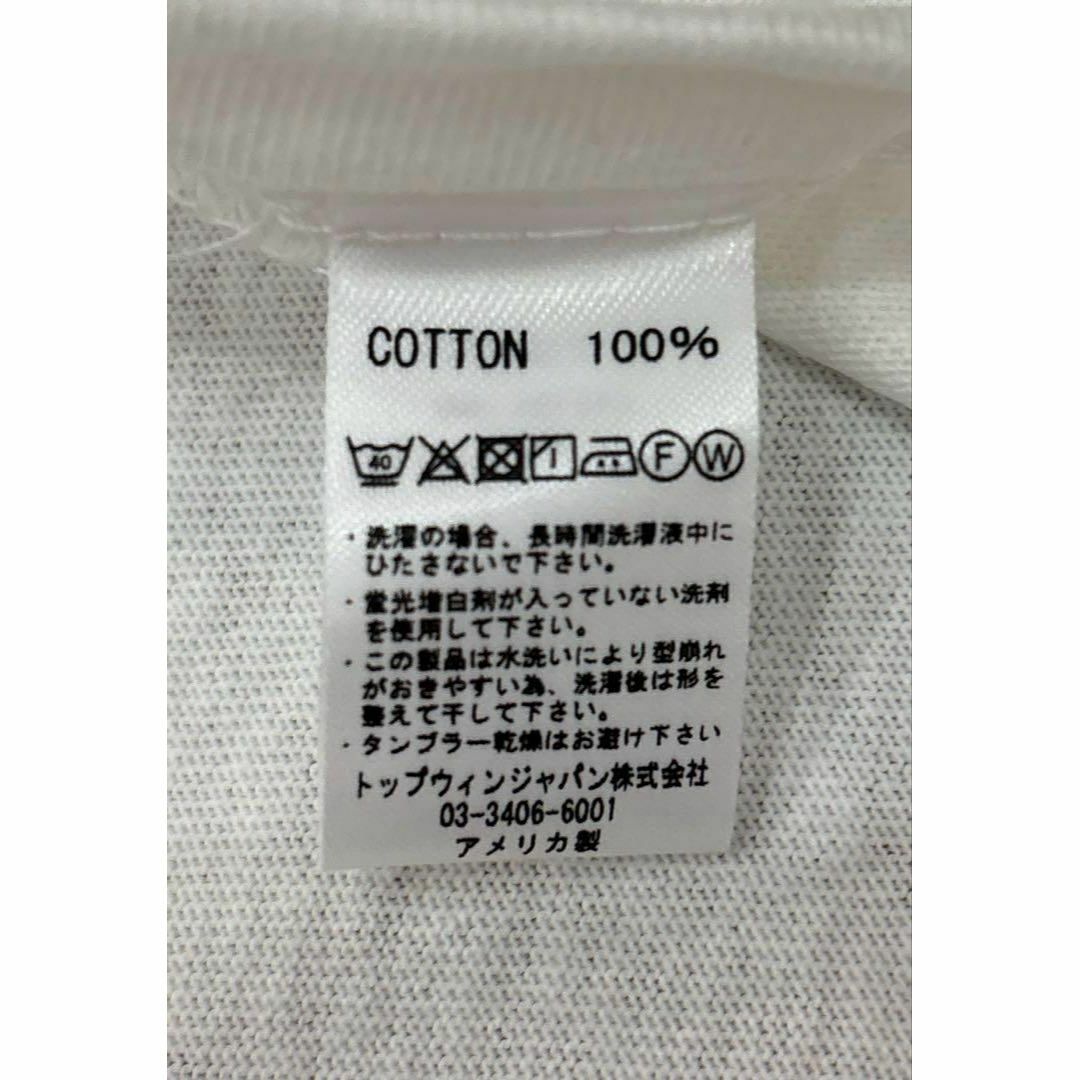 COTTON 100%
40 F W
・洗濯の場合、長時間洗濯液中に
ひたさないで下さい。
・蛍光増白剤が入っていない洗剤
を使用して下さい。
・この製品は水洗いにより型崩れ
がおきやすい為、洗濯後は形を
整えて干して下さい。
・タンブラー乾燥はお避け下さい
トップウィンジャパン株式会社
03-3406-6001
アメリカ製